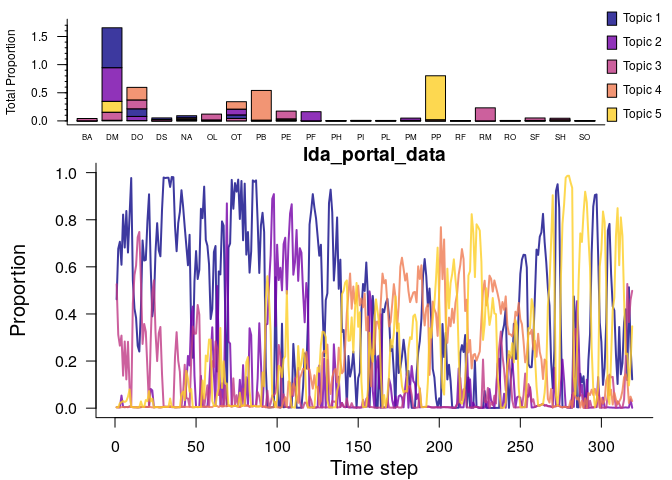 Total Proportion
1.5
1.0
0.5
0.0
BA DM DO DS NA OL OT PB PE PF PH PI PL PM PP RF RM RO SF SH SO
Topic 1
Topic 2
Topic 3
Topic 4
Topic 5
lda_portal_data
Proportion
1.0
0.8
0.6
0.4
0.2
0.0
0 50 100 150 200 250 300
Time step